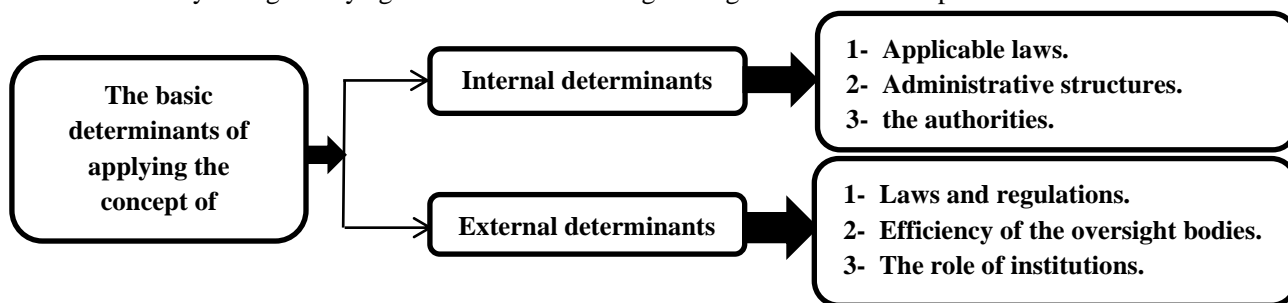 The basic
determinants of
applying the
concept of
Internal determinants
1- Applicable laws.
2- Administrative structures.
3- the authorities.
External determinants
1- Laws and regulations.
2- Efficiency of the oversight bodies.
3- The role of institutions.